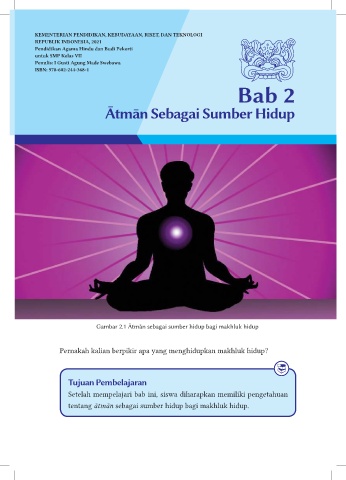 KEMENTERIAN PENDIDIKAN, KEBUDAYAAN, RISET, DAN TEKNOLOGI
REPUBLIK INDONESIA, 2021
Pendidikan Agama Hindu dan Budi Pekerti
untuk SMP Kelas VII
Penulis: I Gusti Agung Made Swebawa
ISBN: 978-602-244-368-1
Bab 2
Ātmān Sebagai Sumber Hidup
Gambar 2.1 Ātmān sebagai sumber hidup bagi makhluk hidup
Pernakah kalian berpikir apa yang menghidupkan makhluk hidup?
Tujuan Pembelajaran
Setelah mempelajari bab ini, siswa diharapkan memiliki pengetahuan
tentang ātmān sebagai sumber hidup bagi makhluk hidup.